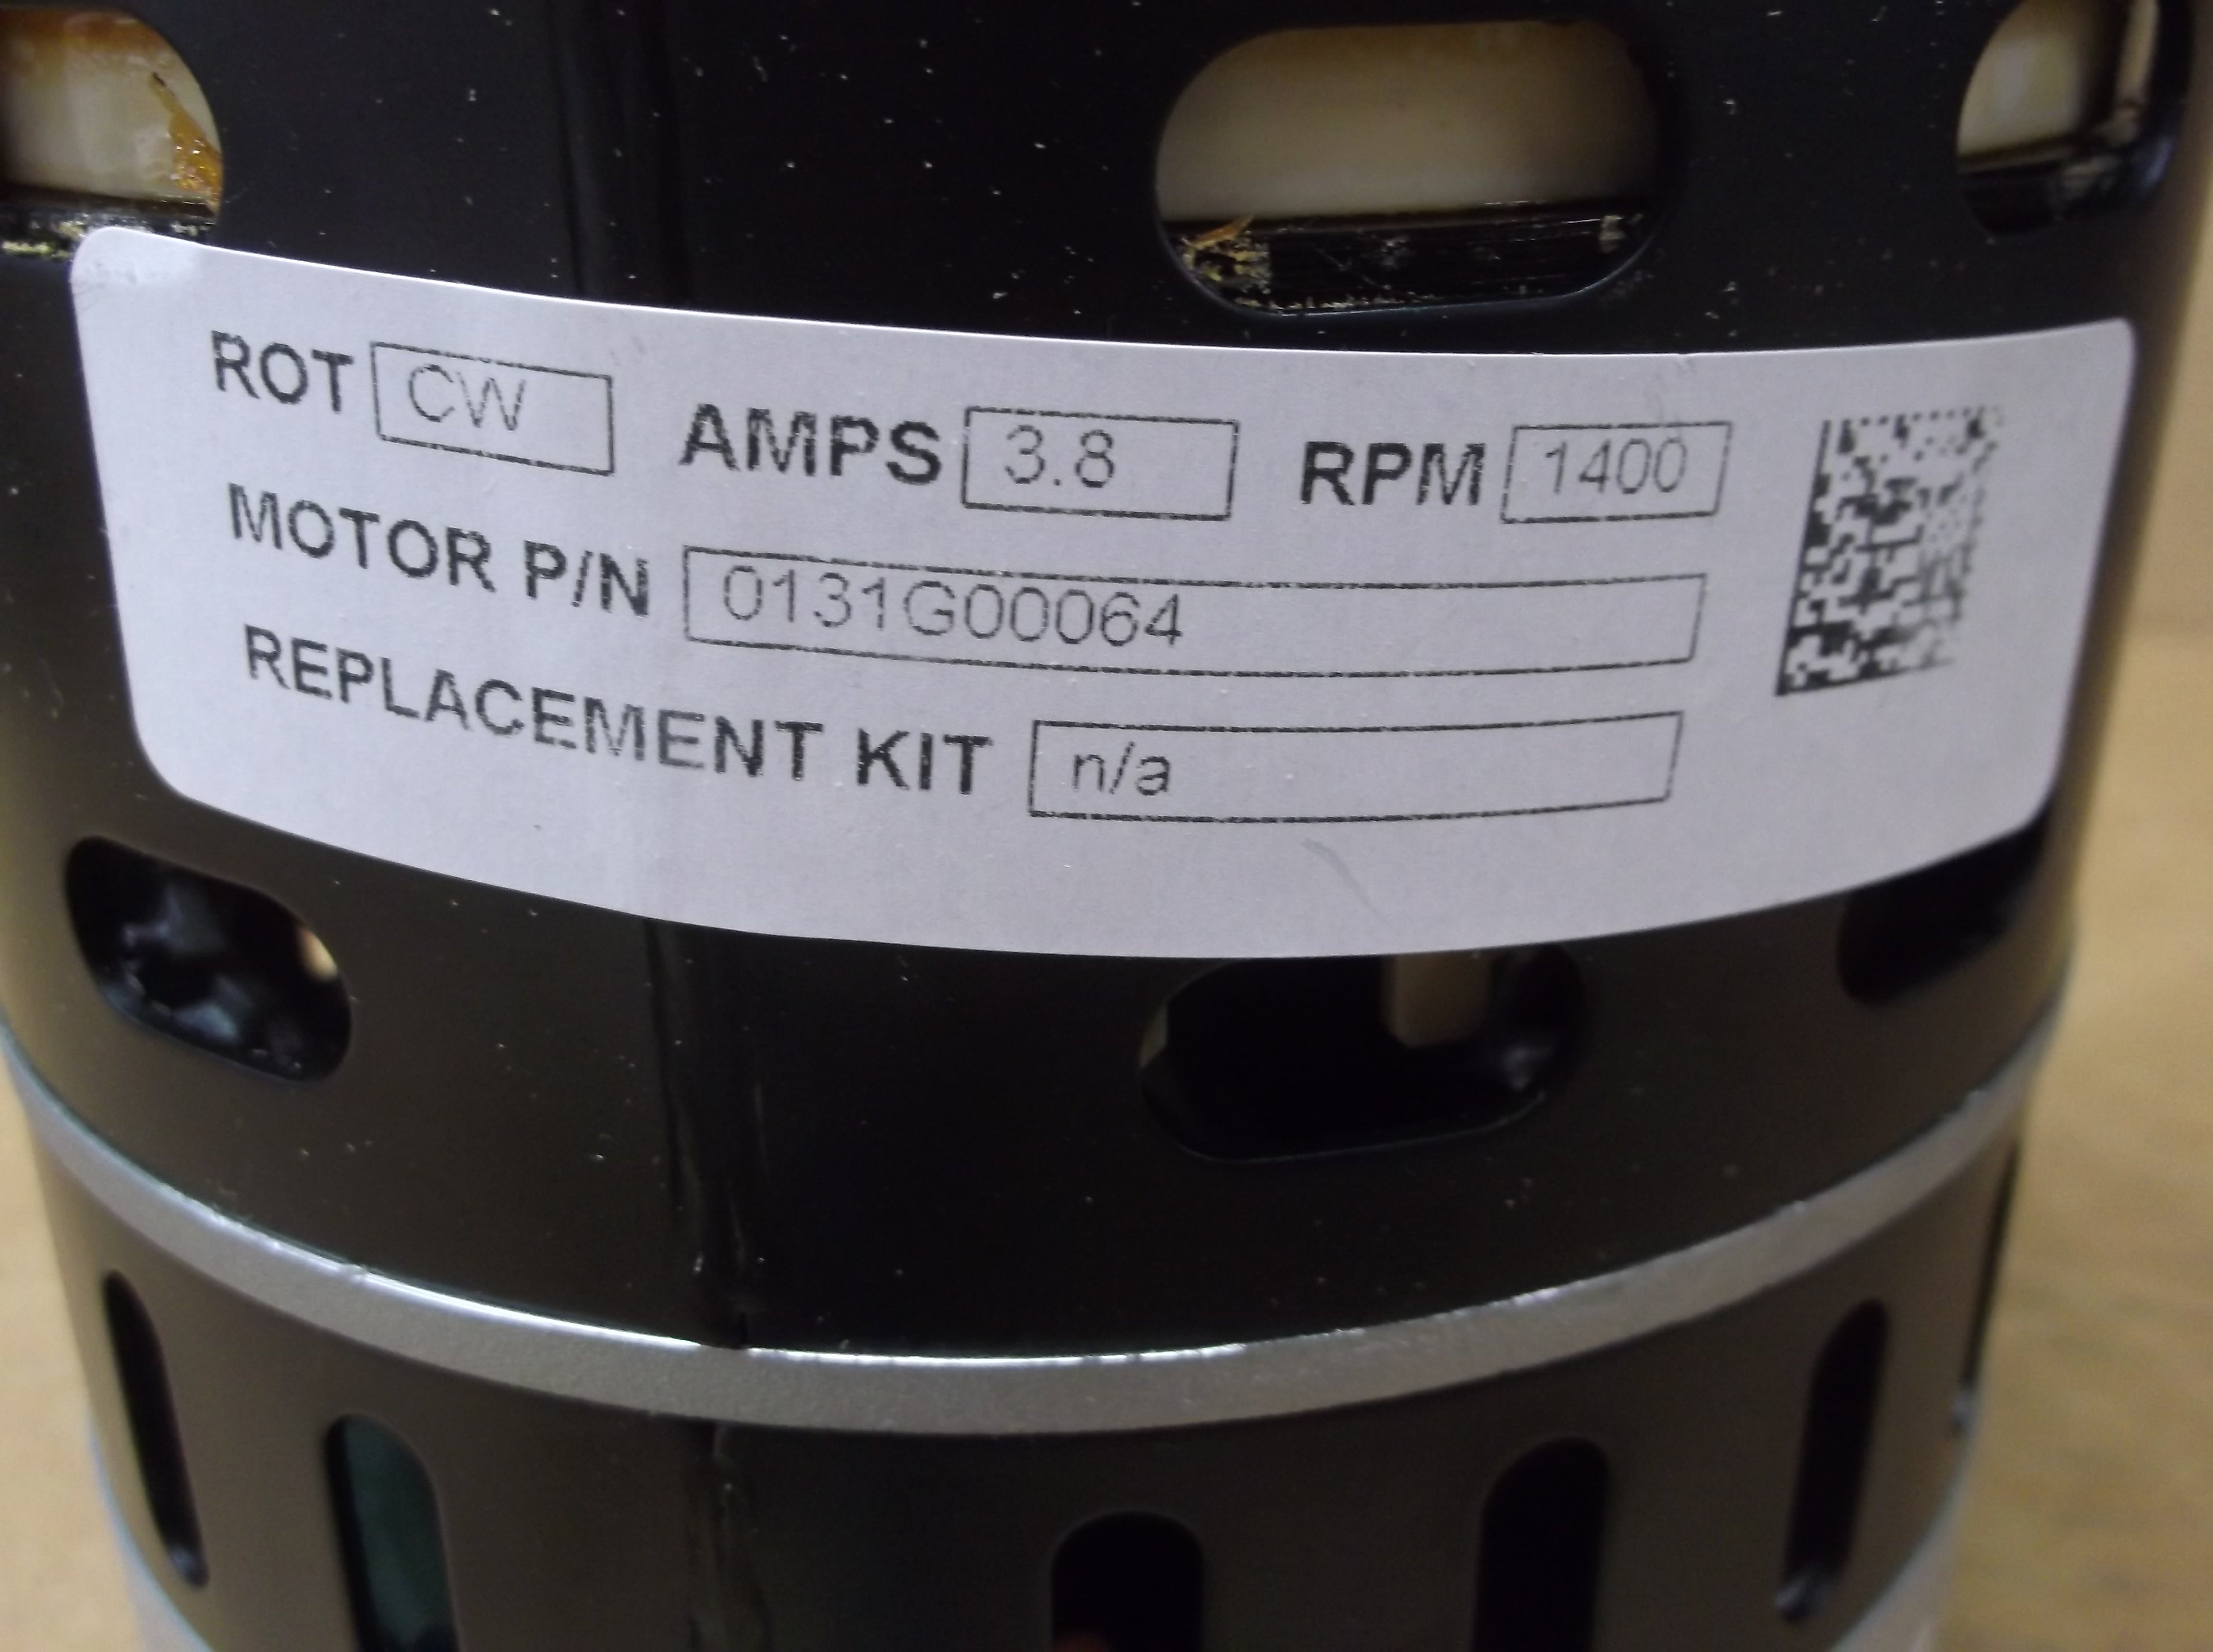 ROT CW AMPS 3.8 RPM 1400
MOTOR P/N 0131G00064
REPLACEMENT KIT n/a